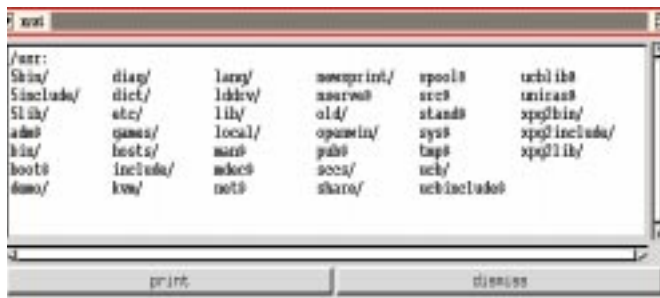 /usr:
5bin/ diag/ lang/ newsprint/ spool@ ucblib@
5include/ dict/ lddrv/ nserve@ src@
5lib/ etc/ lib/ old/ stand@ xpg2bin/
adm@ games/ local/ openwin/ sys@ xpg2include/
bin/ hosts/ man@ pub@ tmp@ xpg2lib/
boot@ include/ mdec@ sccs/ ucb/
demo/ kvm/ net@ share/ ucbinclude@
print dismiss